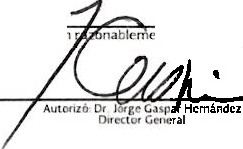 razonableme
Autorizó: Dr. Jorge Gaspar Hernández
Director General